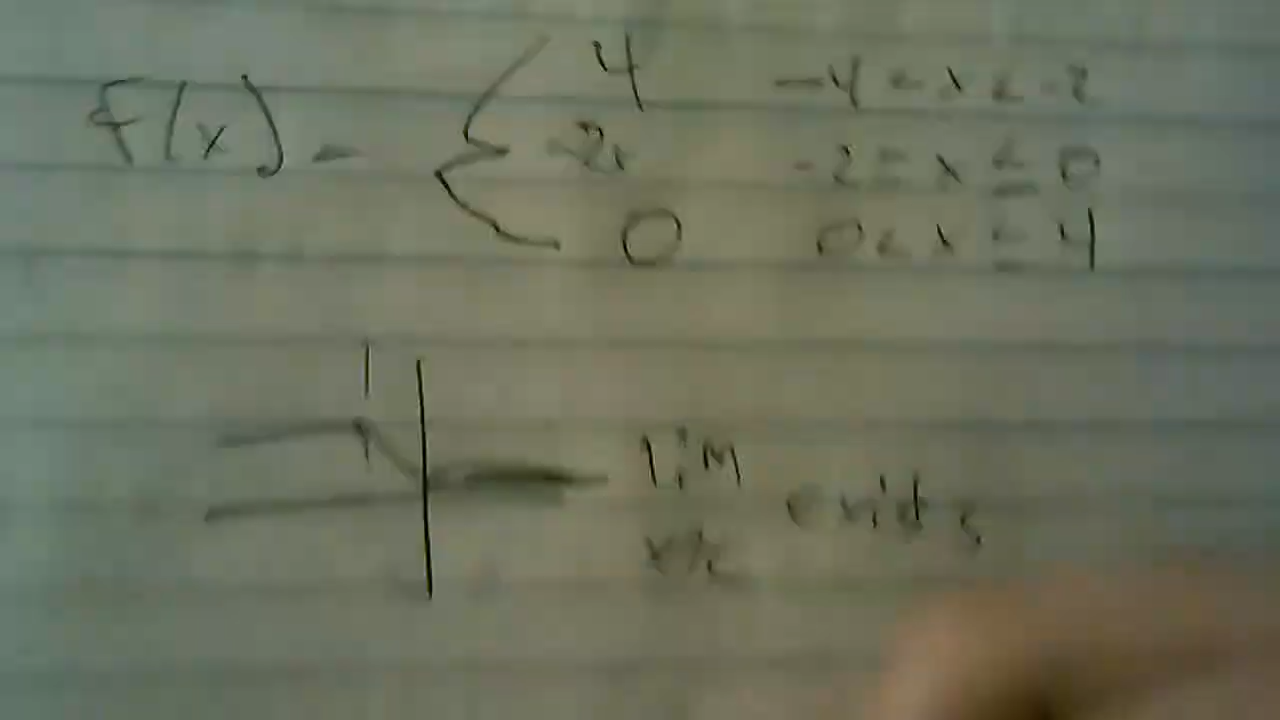 f(x) = { 4 -4 < x < -2
-2x -2 ≤ x ≤ 0
0 0 < x ≤ 4
lim exists
x→c